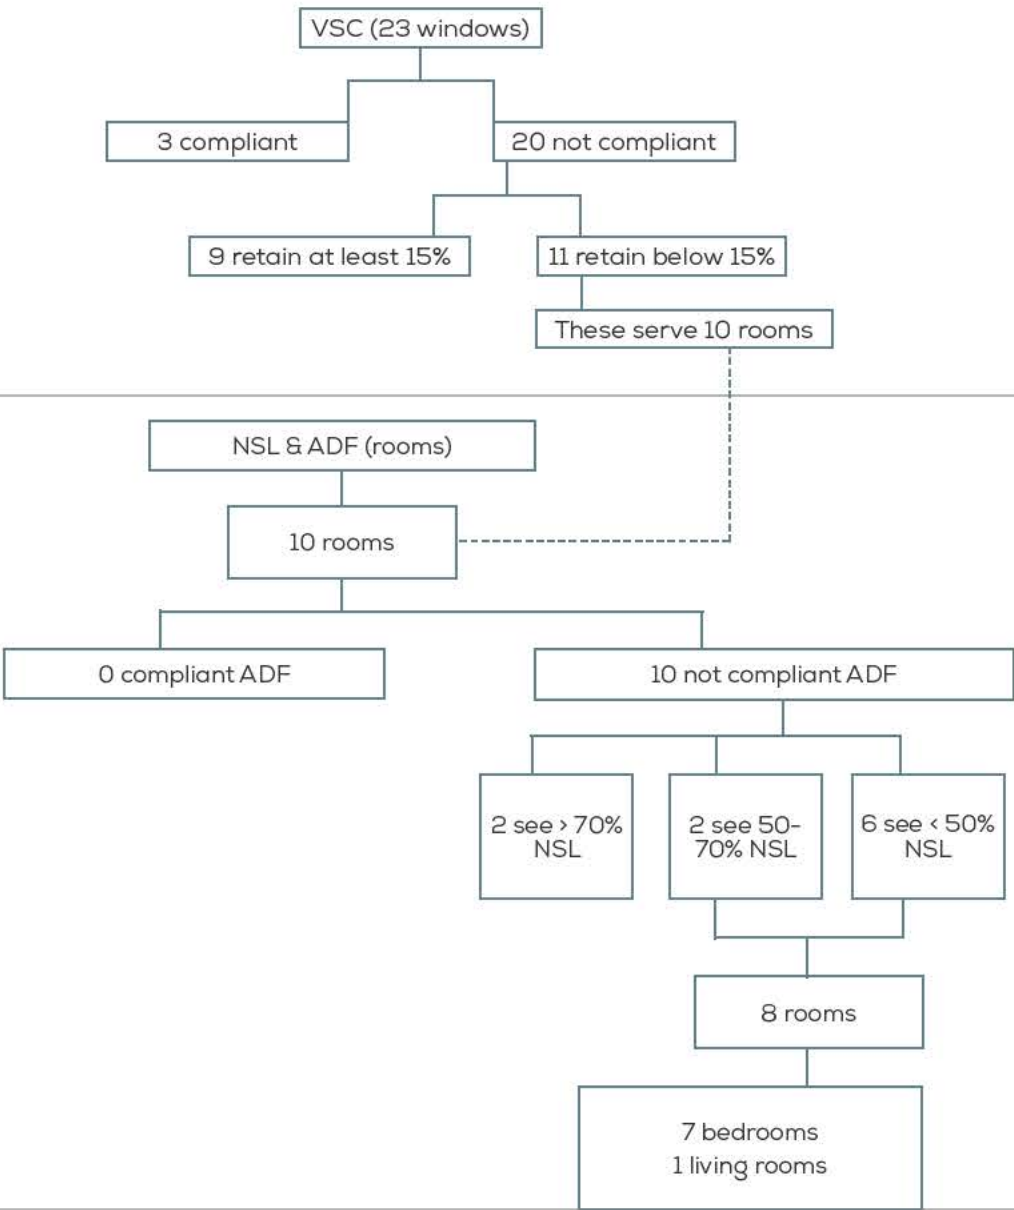 VSC (23 windows)
3 compliant
20 not compliant
9 retain at least 15%
11 retain below 15%
These serve 10 rooms
NSL & ADF (rooms)
10 rooms
0 compliant ADF
10 not compliant ADF
2 see > 70%
NSL
2 see 50-
70% NSL
6 see < 50%
NSL
8 rooms
7 bedrooms
1 living rooms